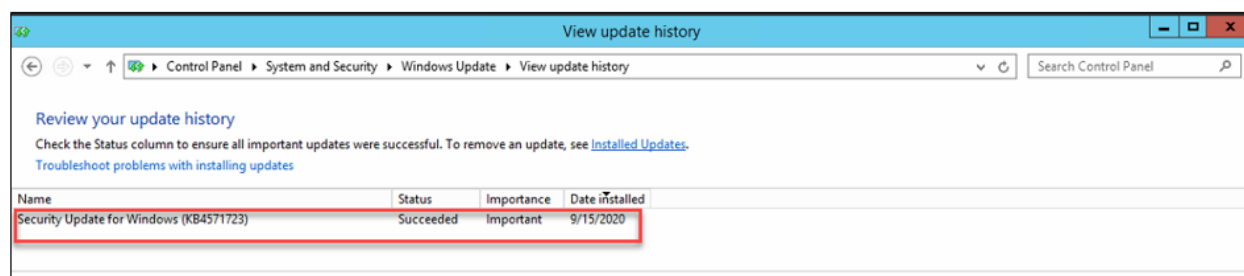 View update history
Control Panel System and Security Windows Update View update history Search Control Panel
Review your update history
Check the Status column to ensure all important updates were successful. To remove an update, see Installed Updates.
Troubleshoot problems with installing updates
Name Status Importance Date installed
Security Update for Windows (KB4571723) Succeeded Important 9/15/2020